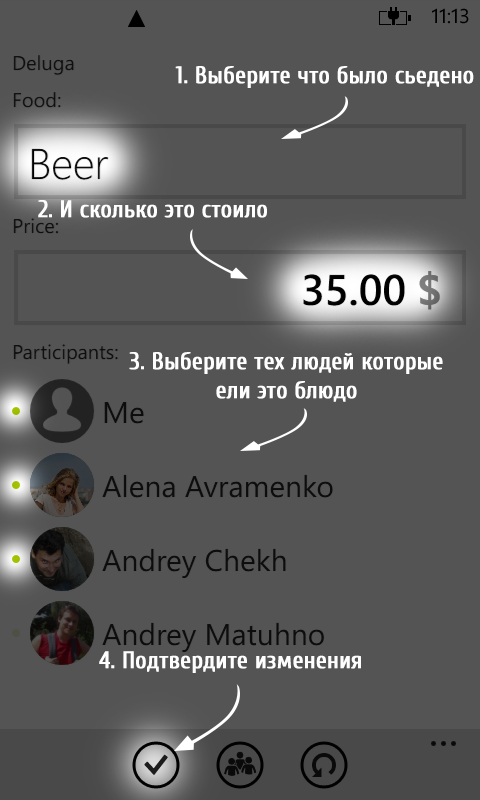 11:13
Deluga
1. Выберите что было сьедено
Food:
Beer
2. И сколько это стоило
Price:
35.00 $
Participants:
3. Выберите тех людей которые
ели это блюдо
Me
Alena Avramenko
Andrey Chekh
Andrey Matuhno
4. Подтвердите изменения